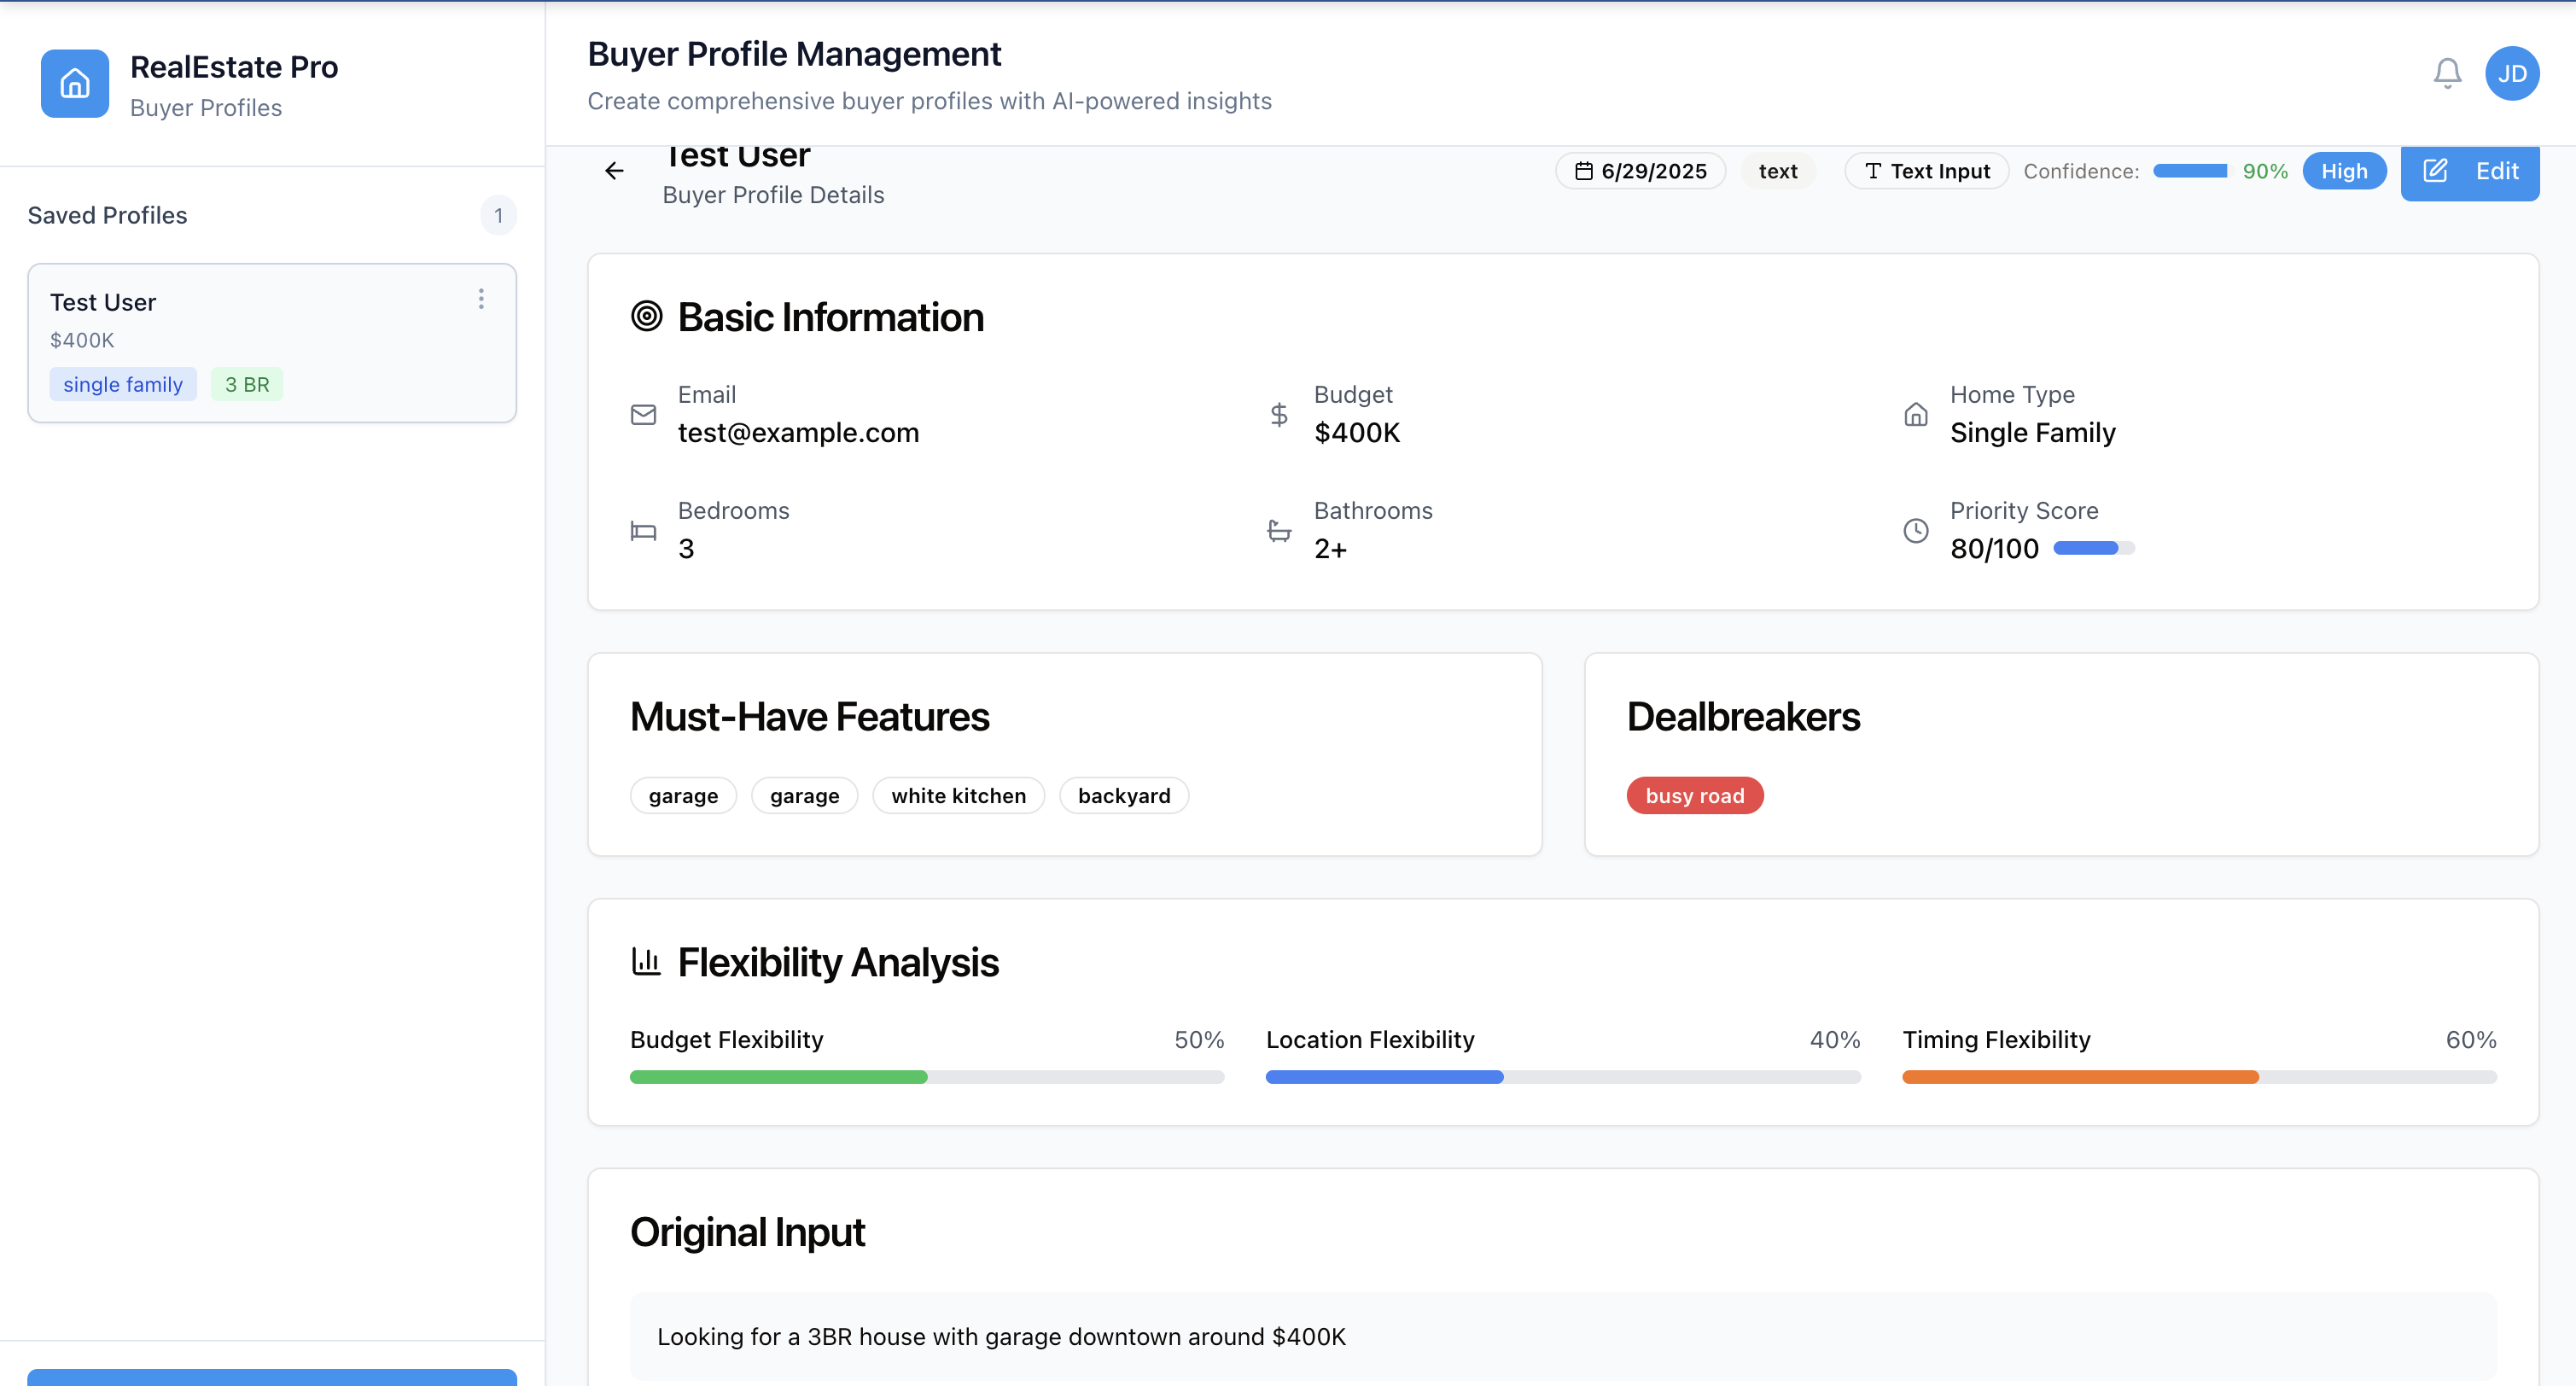 RealEstate Pro
Buyer Profiles
Saved Profiles
1
Test User
$400K
single family
3 BR
Buyer Profile Management
Create comprehensive buyer profiles with AI-powered insights
JD
Test User
Buyer Profile Details
6/29/2025
text
Text Input
Confidence:
90%
High
Edit
Basic Information
Email
test@example.com
Budget
$400K
Home Type
Single Family
Bedrooms
3
Bathrooms
2+
Priority Score
80/100
Must-Have Features
garage
garage
white kitchen
backyard
Dealbreakers
busy road
Flexibility Analysis
Budget Flexibility
50%
Location Flexibility
40%
Timing Flexibility
60%
Original Input
Looking for a 3BR house with garage downtown around $400K